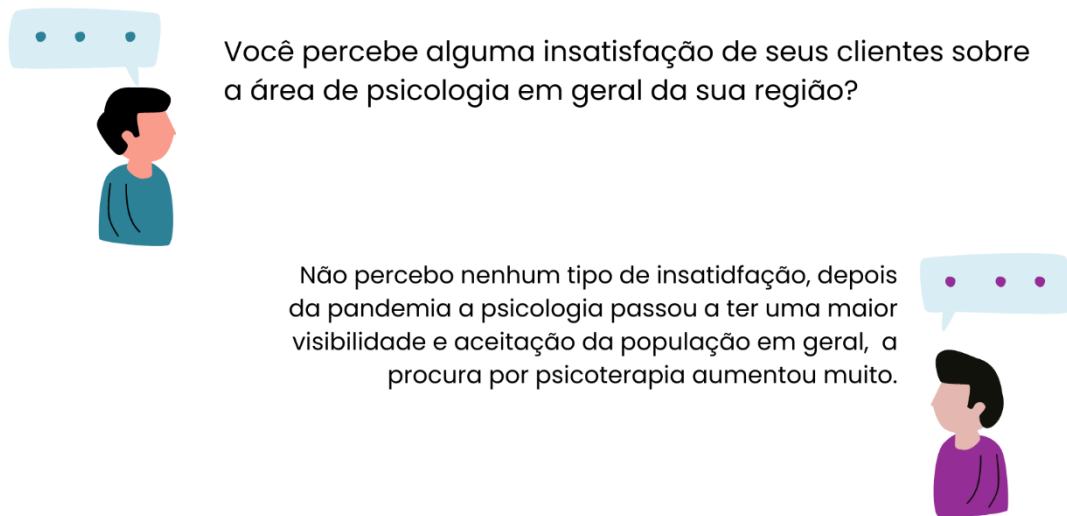 Você percebe alguma insatisfação de seus clientes sobre
a área de psicologia em geral da sua região?
Não percebo nenhum tipo de insatidfação, depois
da pandemia a psicologia passou a ter uma maior
visibilidade e aceitação da população em geral,  a
procura por psicoterapia aumentou muito.